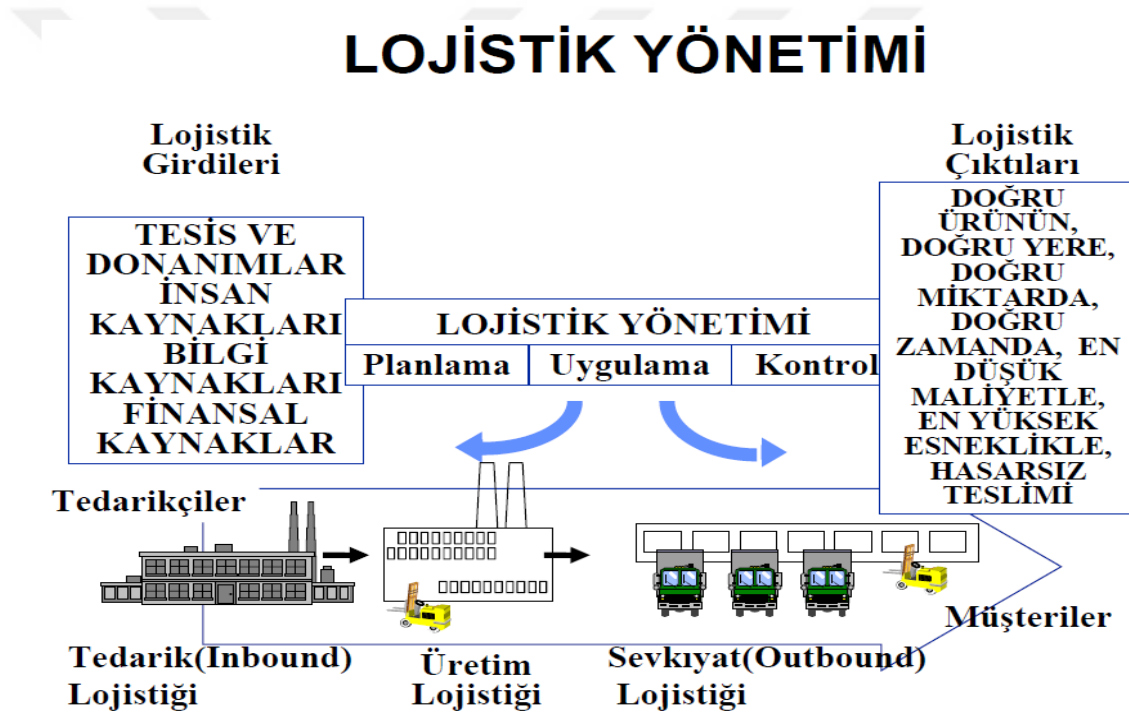 LOJİSTİK YÖNETİMİ
Lojistik
Girdileri
TESİS VE
DONANIMLAR
İNSAN
KAYNAKLARI
BİLGİ
KAYNAKLARI
FİNANSAL
KAYNAKLAR
LOJİSTİK YÖNETİMİ
Planlama
Uygulama
Kontrol
Lojistik
Çıktıları
DOĞRU
ÜRÜNÜN,
DOĞRU YERE,
DOĞRU
MİKTARDA,
DOĞRU
ZAMANDA, EN
DÜŞÜK
MALİYETLE,
EN YÜKSEK
ESNEKLİKLE,
HASARSIZ
TESLİMİ
Tedarikçiler
Müşteriler
Tedarik(Inbound)
Lojistiği
Üretim
Lojistiği
Sevkıyat(Outbound)
Lojistiği